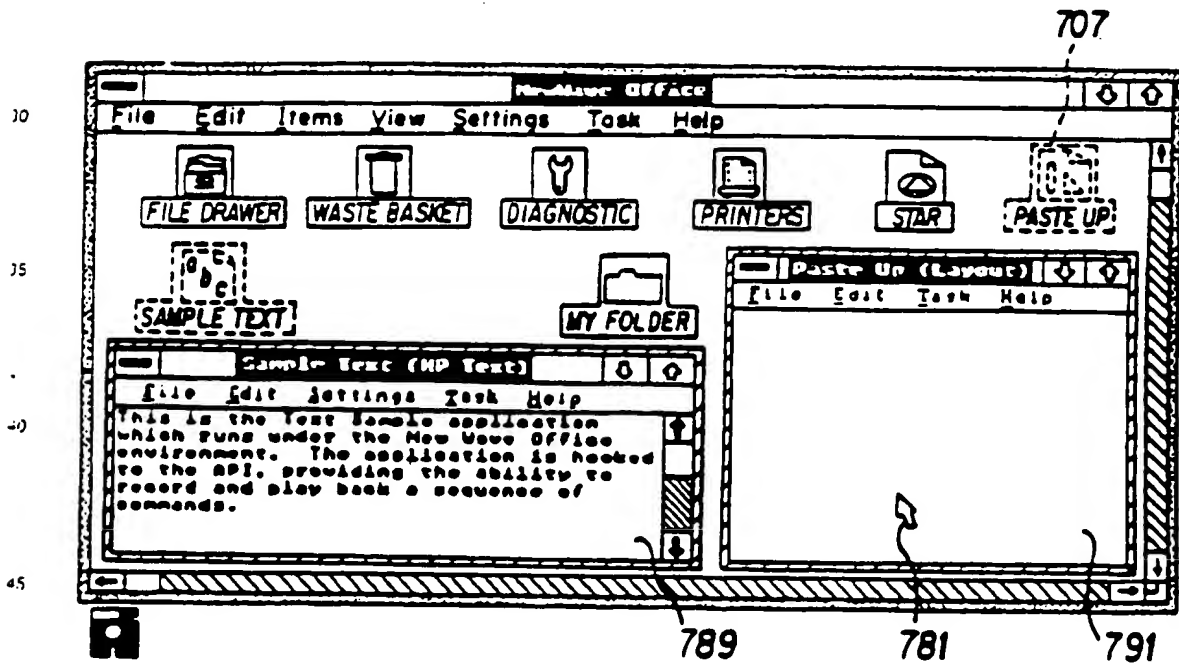 707
NewWave Office
30
File Edit Items View Settings Task Help
FILE DRAWER WASTE BASKET DIAGNOSTIC PRINTERS STAR PASTE UP
35
Paste Up (Layout)
File Edit Task Help
SAMPLE TEXT MY FOLDER
Sample Text (HP Text)
File Edit Settings Task Help
This is the Text Sample application
which runs under the New Wave Office
environment. The application is hooked
to the API, providing the ability to
record and play back a sequence of
commands.
40
45
789 781 791